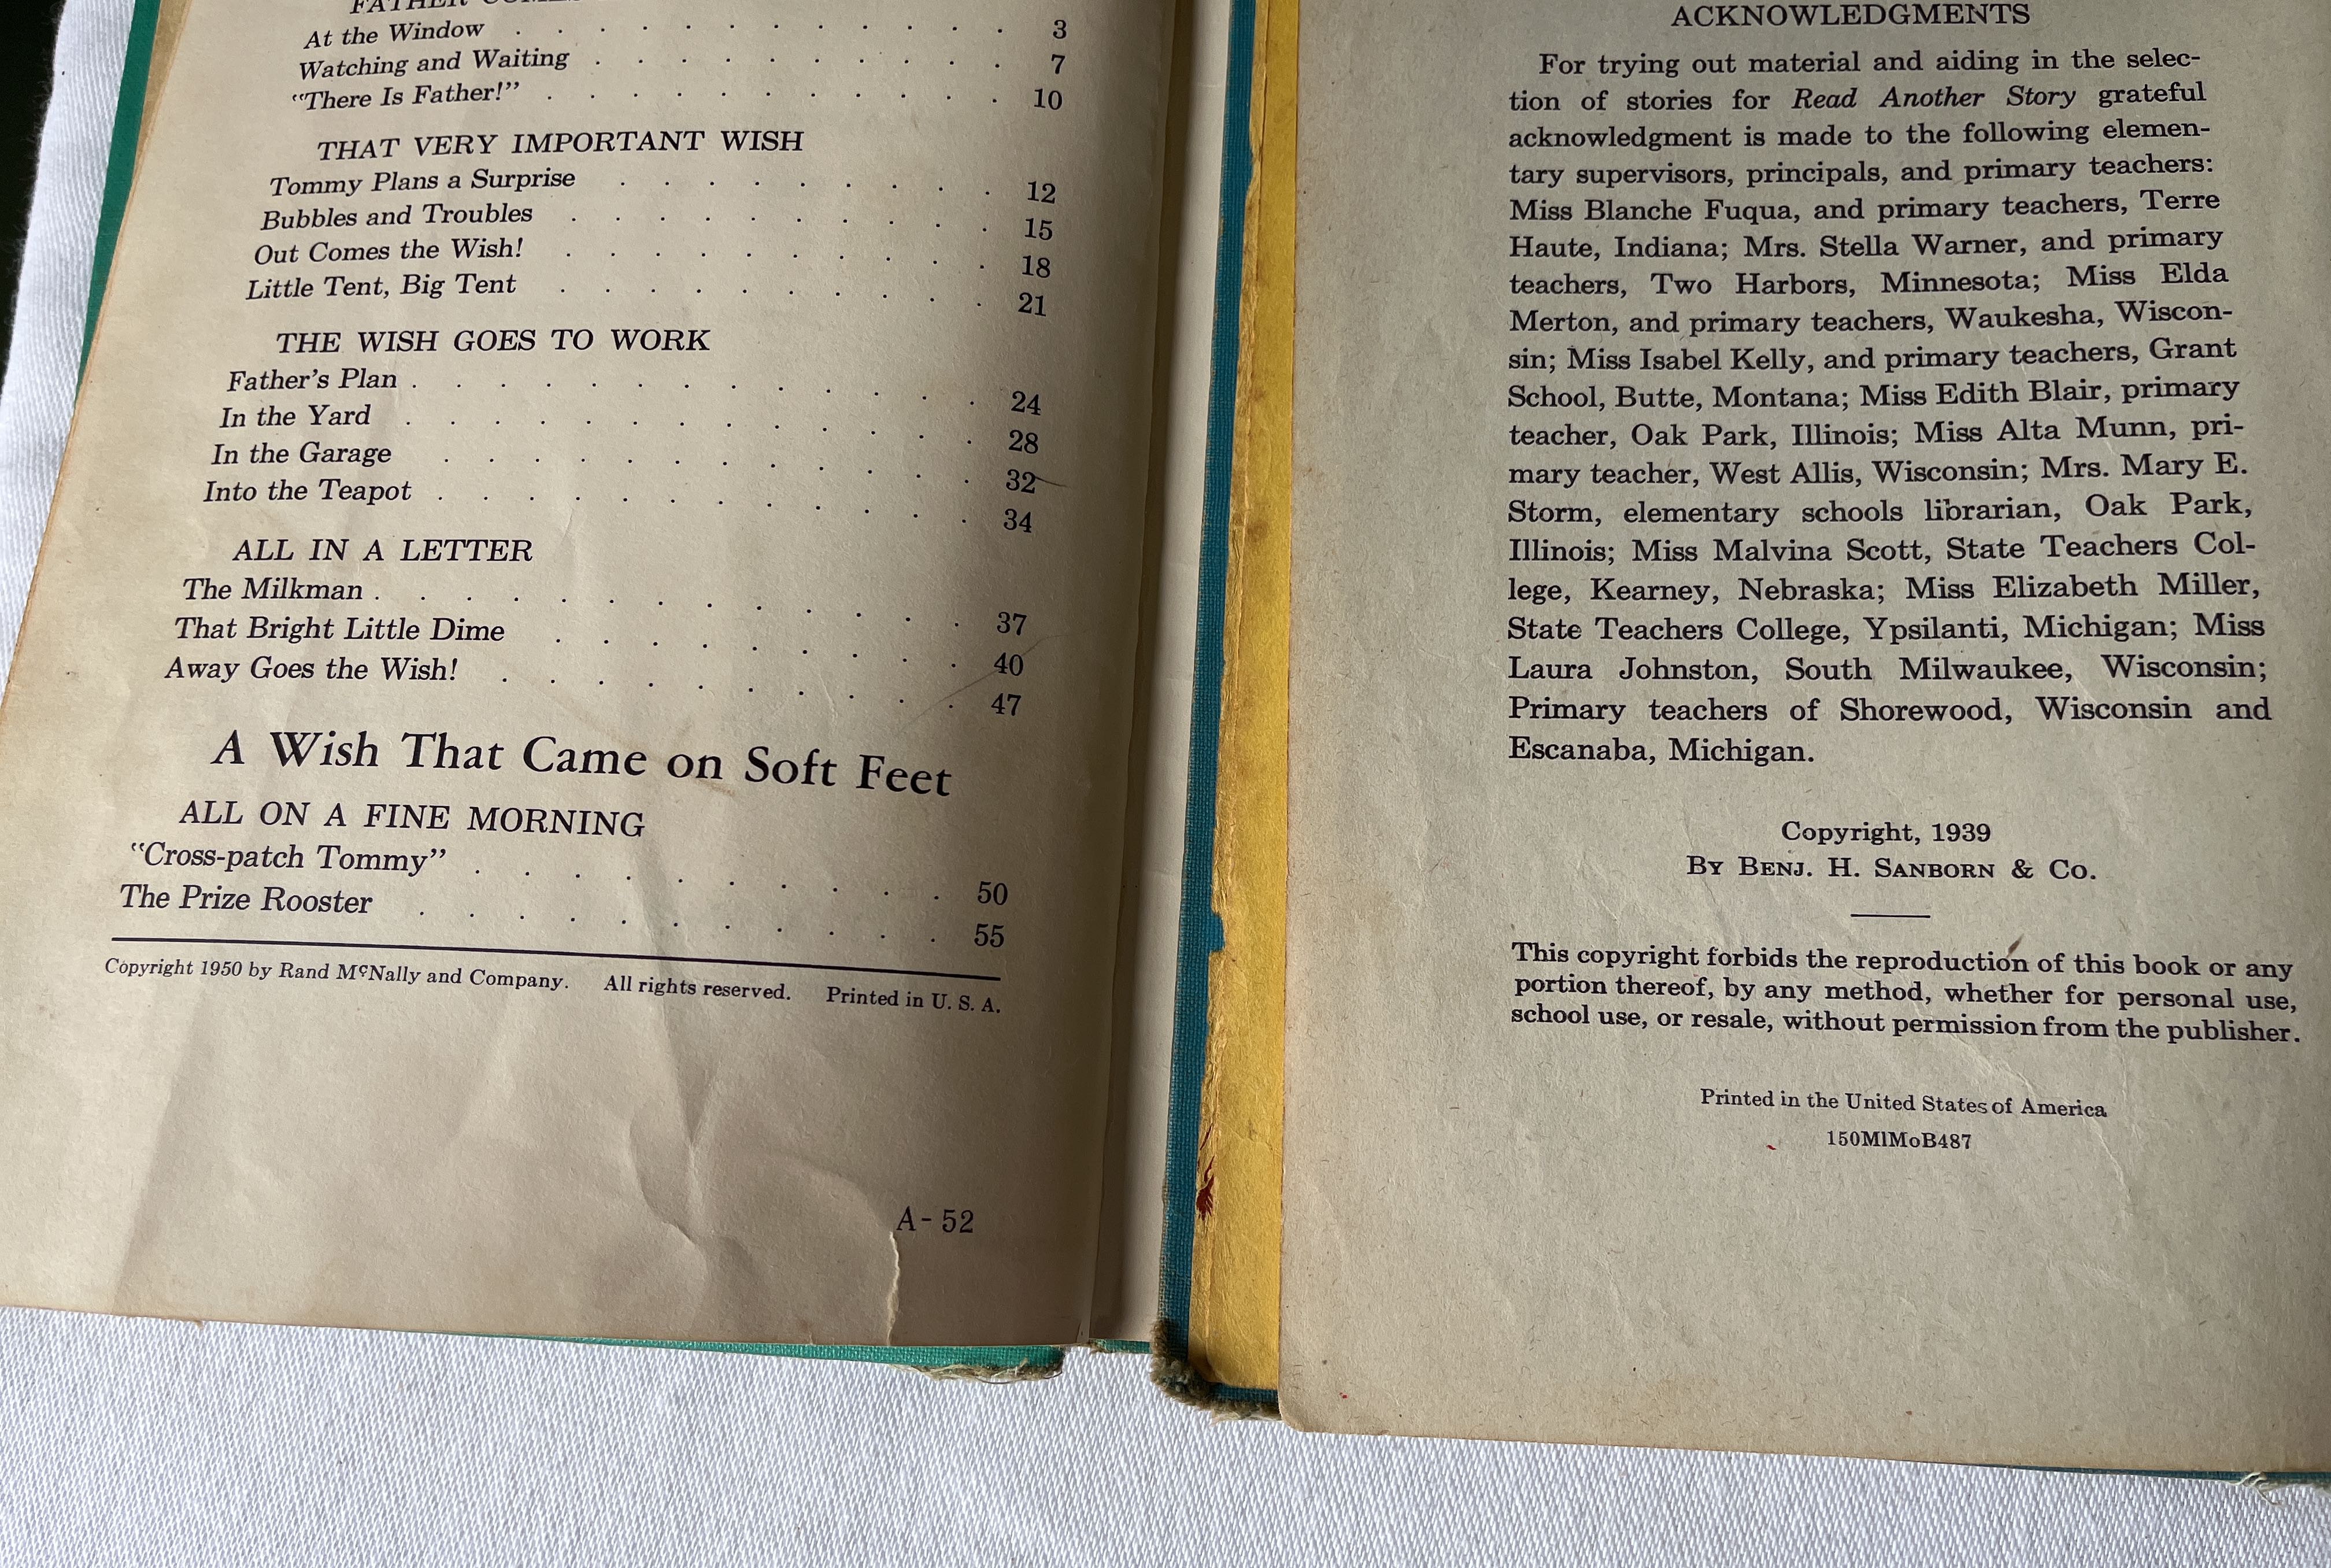 At the Window . . . . . . . . . . . . 3
Watching and Waiting . . . . . . . . . . 7
"There Is Father!" . . . . . . . . . . . 10
THAT VERY IMPORTANT WISH
Tommy Plans a Surprise . . . . . . . . . 12
Bubbles and Troubles . . . . . . . . . . 15
Out Comes the Wish! . . . . . . . . . . 18
Little Tent, Big Tent . . . . . . . . . . 21
THE WISH GOES TO WORK
Father's Plan . . . . . . . . . . . . . 24
In the Yard . . . . . . . . . . . . . 28
In the Garage . . . . . . . . . . . . 32
Into the Teapot . . . . . . . . . . . . 34
ALL IN A LETTER
The Milkman . . . . . . . . . . . . . 37
That Bright Little Dime . . . . . . . . . 40
Away Goes the Wish! . . . . . . . . . . 47
A Wish That Came on Soft Feet
ALL ON A FINE MORNING
"Cross-patch Tommy" . . . . . . . . . . 50
The Prize Rooster . . . . . . . . . . . 55
Copyright 1950 by Rand McNally and Company. All rights reserved. Printed in U. S. A.
A-52
ACKNOWLEDGMENTS
For trying out material and aiding in the selec-
tion of stories for Read Another Story grateful
acknowledgment is made to the following elemen-
tary supervisors, principals, and primary teachers:
Miss Blanche Fuqua, and primary teachers, Terre
Haute, Indiana; Mrs. Stella Warner, and primary
teachers, Two Harbors, Minnesota; Miss Elda
Merton, and primary teachers, Waukesha, Wiscon-
sin; Miss Isabel Kelly, and primary teachers, Grant
School, Butte, Montana; Miss Edith Blair, primary
teacher, Oak Park, Illinois; Miss Alta Munn, pri-
mary teacher, West Allis, Wisconsin; Mrs. Mary E.
Storm, elementary schools librarian, Oak Park,
Illinois; Miss Malvina Scott, State Teachers Col-
lege, Kearney, Nebraska; Miss Elizabeth Miller,
State Teachers College, Ypsilanti, Michigan; Miss
Laura Johnston, South Milwaukee, Wisconsin;
Primary teachers of Shorewood, Wisconsin and
Escanaba, Michigan.
Copyright, 1939
By Benj. H. Sanborn & Co.
This copyright forbids the reproduction of this book or any
portion thereof, by any method, whether for personal use,
school use, or resale, without permission from the publisher.
Printed in the United States of America
150MlMoB487